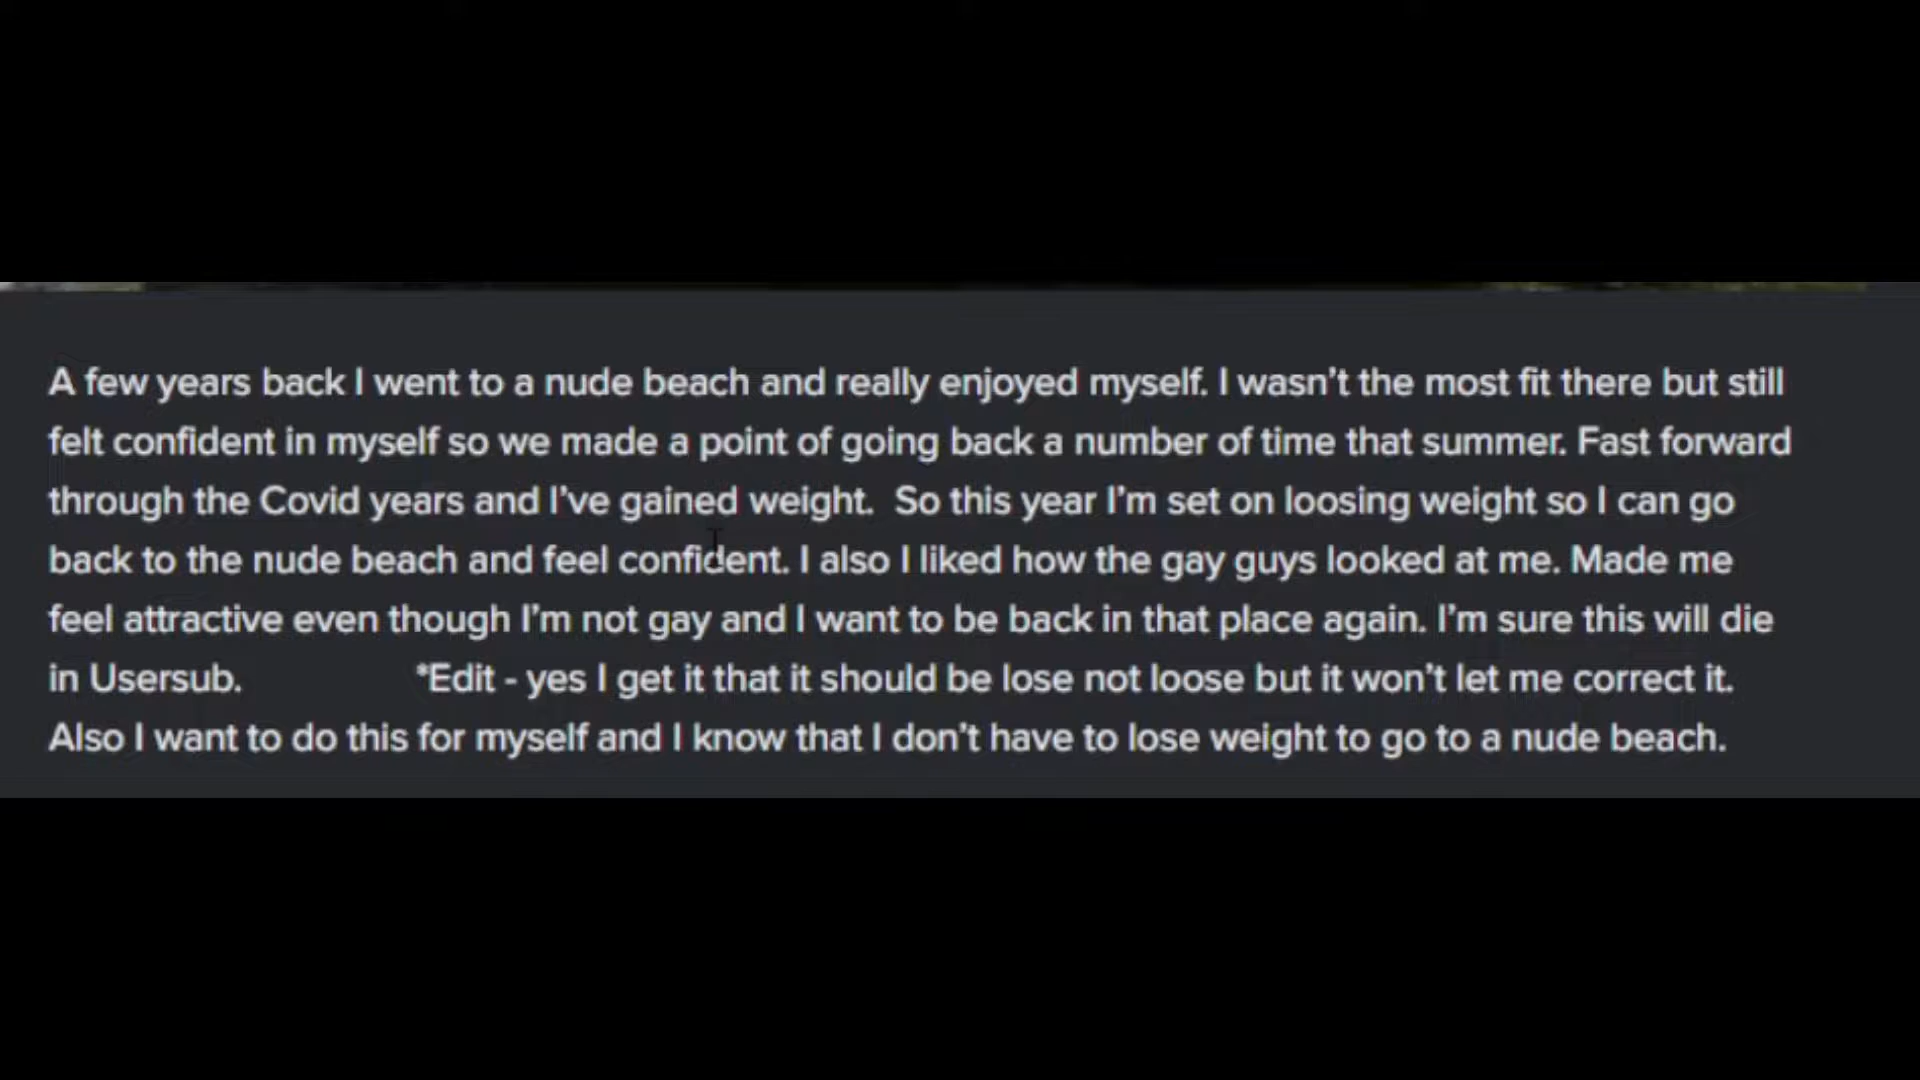 A few years back I went to a nude beach and really enjoyed myself. I wasn't the most fit there but still
felt confident in myself so we made a point of going back a number of time that summer. Fast forward
through the Covid years and I've gained weight.  So this year I'm set on loosing weight so I can go
back to the nude beach and feel confident. I also I liked how the gay guys looked at me. Made me
feel attractive even though I'm not gay and I want to be back in that place again. I'm sure this will die
in Usersub. *Edit - yes I get it that it should be lose not loose but it won't let me correct it.
Also I want to do this for myself and I know that I don't have to lose weight to go to a nude beach.